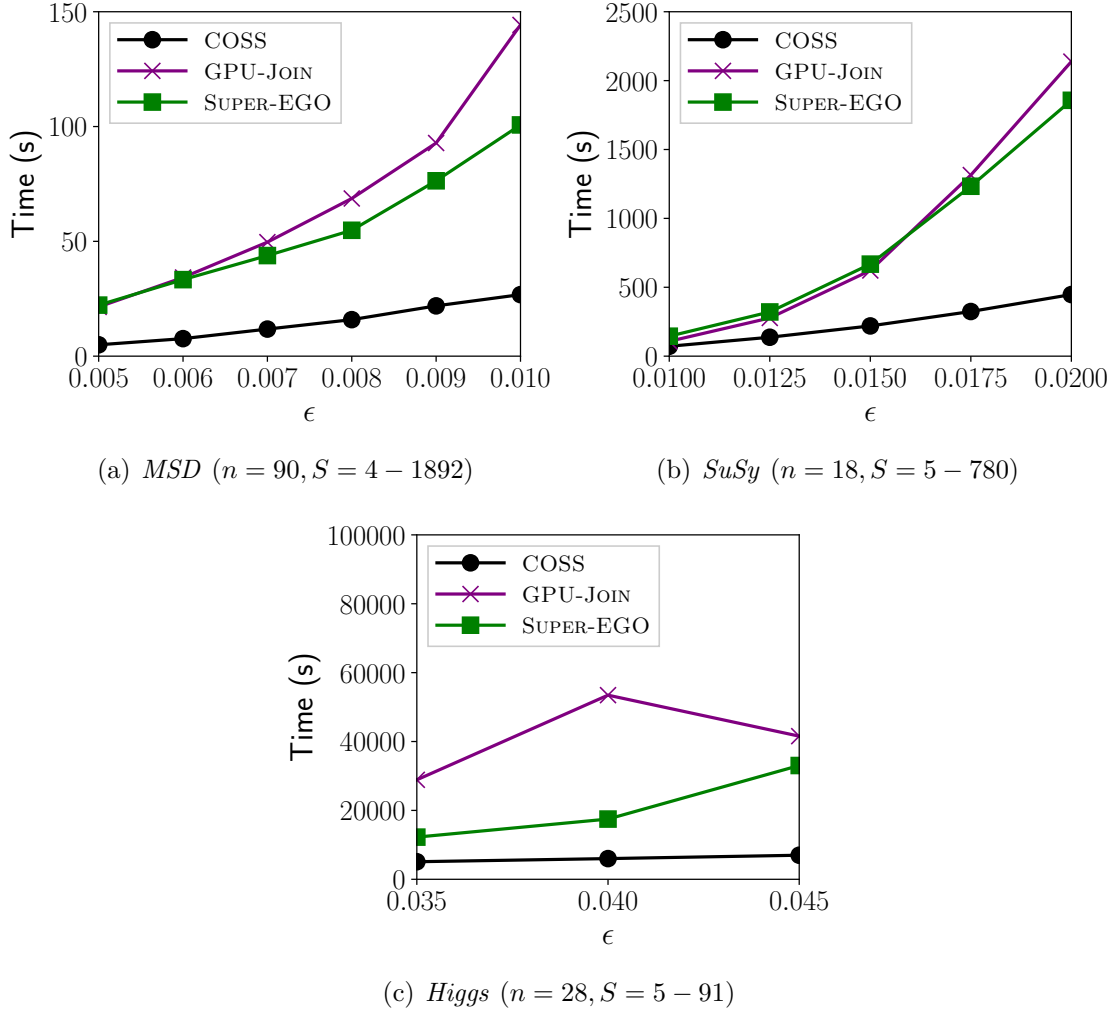 150
100
50
0
Time (s)
COSS
GPU-Join
Super-EGO
0.005 0.006 0.007 0.008 0.009 0.010
ϵ
(a) MSD (n = 90, S = 4 − 1892)
2500
2000
1500
1000
500
0
Time (s)
COSS
GPU-Join
Super-EGO
0.0100 0.0125 0.0150 0.0175 0.0200
ϵ
(b) SuSy (n = 18, S = 5 − 780)
100000
80000
60000
40000
20000
0
Time (s)
COSS
GPU-Join
Super-EGO
0.035 0.040 0.045
ϵ
(c) Higgs (n = 28, S = 5 − 91)